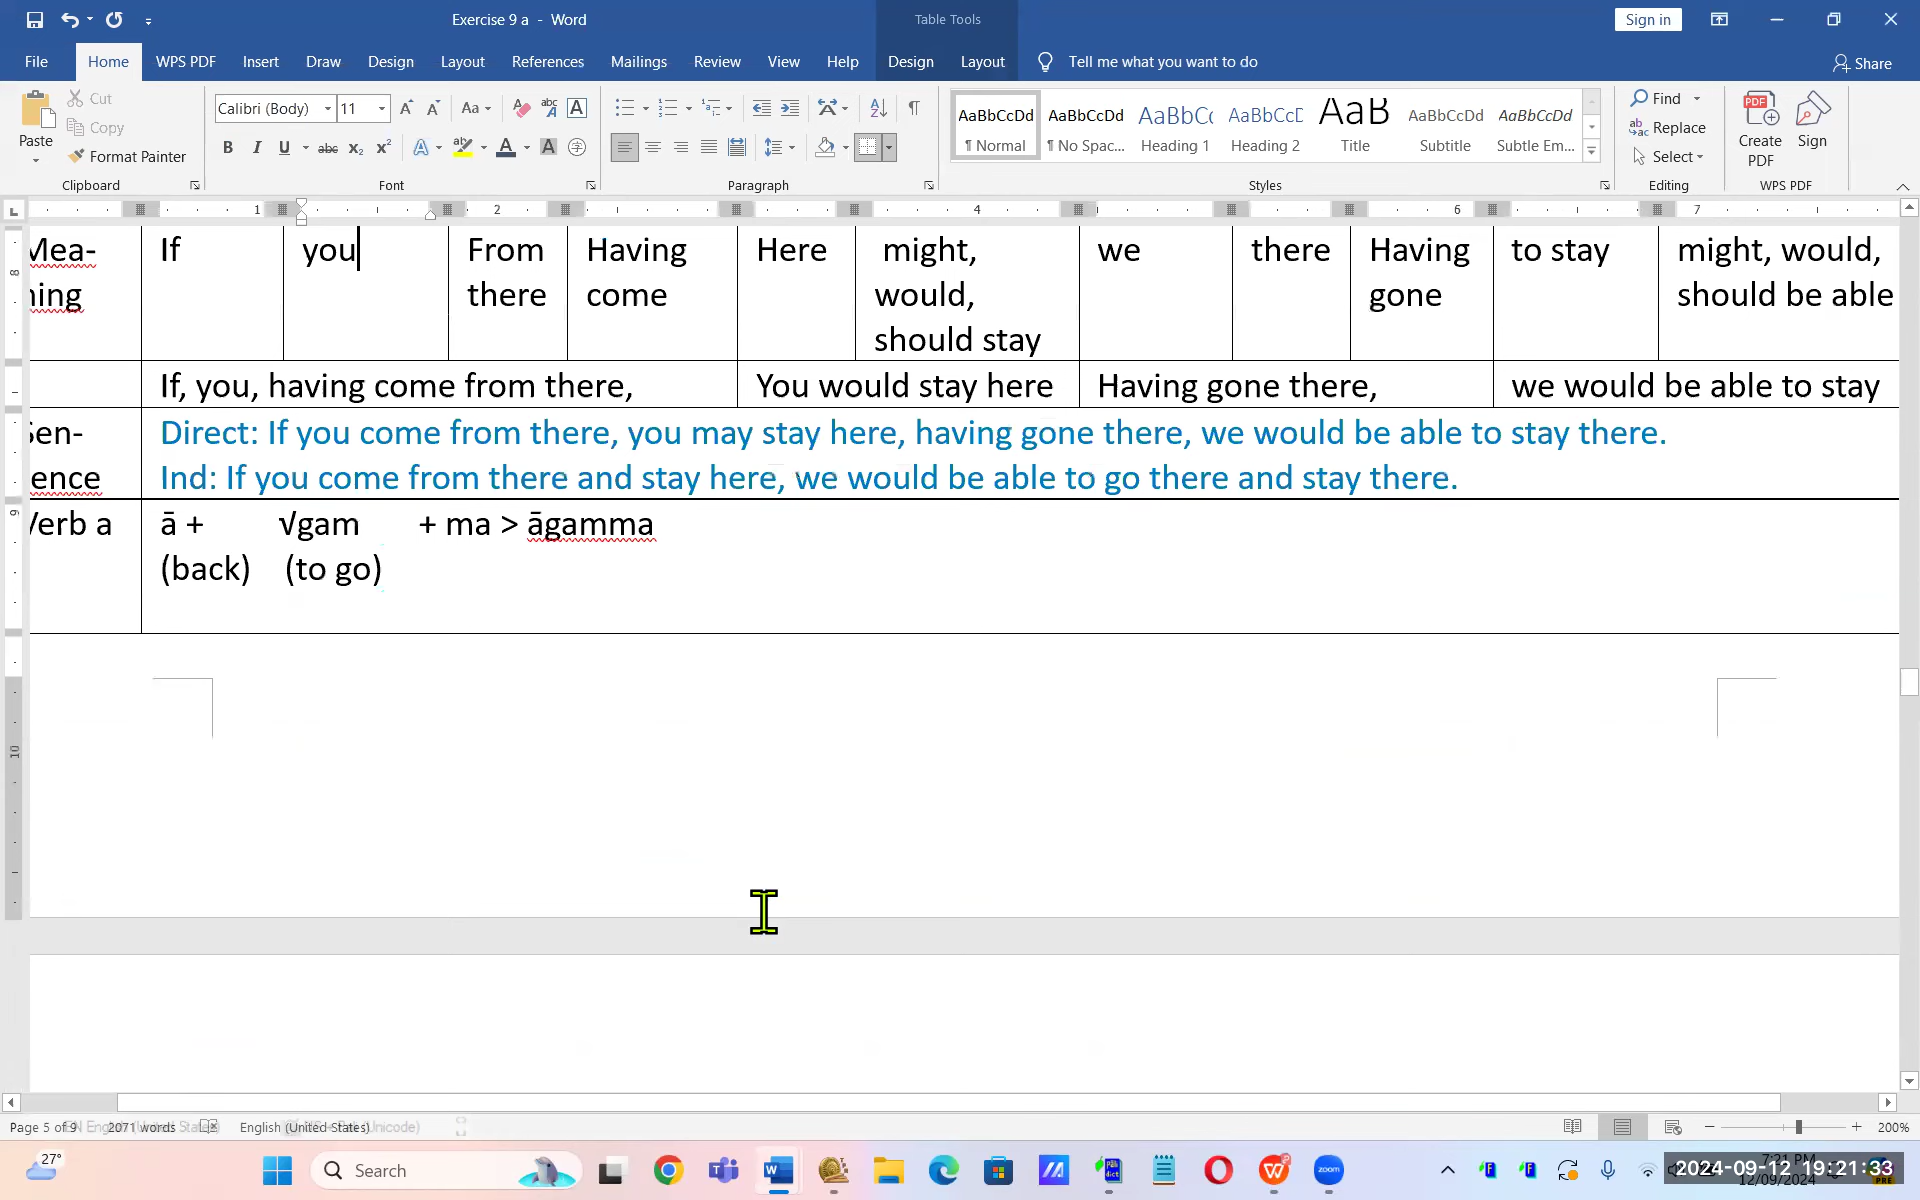 Exercise 9 a - Word
Table Tools
Sign in
File Home WPS PDF Insert Draw Design Layout References Mailings Review View Help Design Layout Tell me what you want to do Share
Paste
Cut
Copy
Format Painter
Clipboard
Calibri (Body) 11
Font
Paragraph
AaBbCcDd AaBbCcDd AaBbCc AaBbCcD AaB AaBbCcD AaBbCcDd
¶ Normal ¶ No Spac... Heading 1 Heading 2 Title Subtitle Subtle Em...
Styles
Find
Replace
Select
Editing
Create PDF
Sign
WPS PDF
1 2 4 6 7
Mea- If you From Having Here might, we there Having to stay might, would,
ning there come would, gone should be able
should stay
If, you, having come from there, You would stay here Having gone there, we would be able to stay
Sen- Direct: If you come from there, you may stay here, having gone there, we would be able to stay there.
tence Ind: If you come from there and stay here, we would be able to go there and stay there.
Verb a ā + √gam + ma > āgamma
(back) (to go)
Page 5 of 9 2071 words English (United States) 200%
27° Search 2024-09-12 19:21:33
12/09/2024